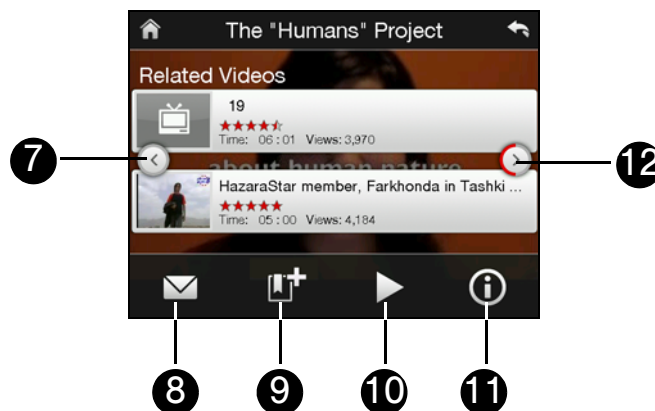 The "Humans" Project
Related Videos
19
Time: 06:01 Views: 3,970
about human nature
HazaraStar member, Farkhonda in Tashki ...
Time: 05:00 Views: 4,184
7
12
8
9
10
11